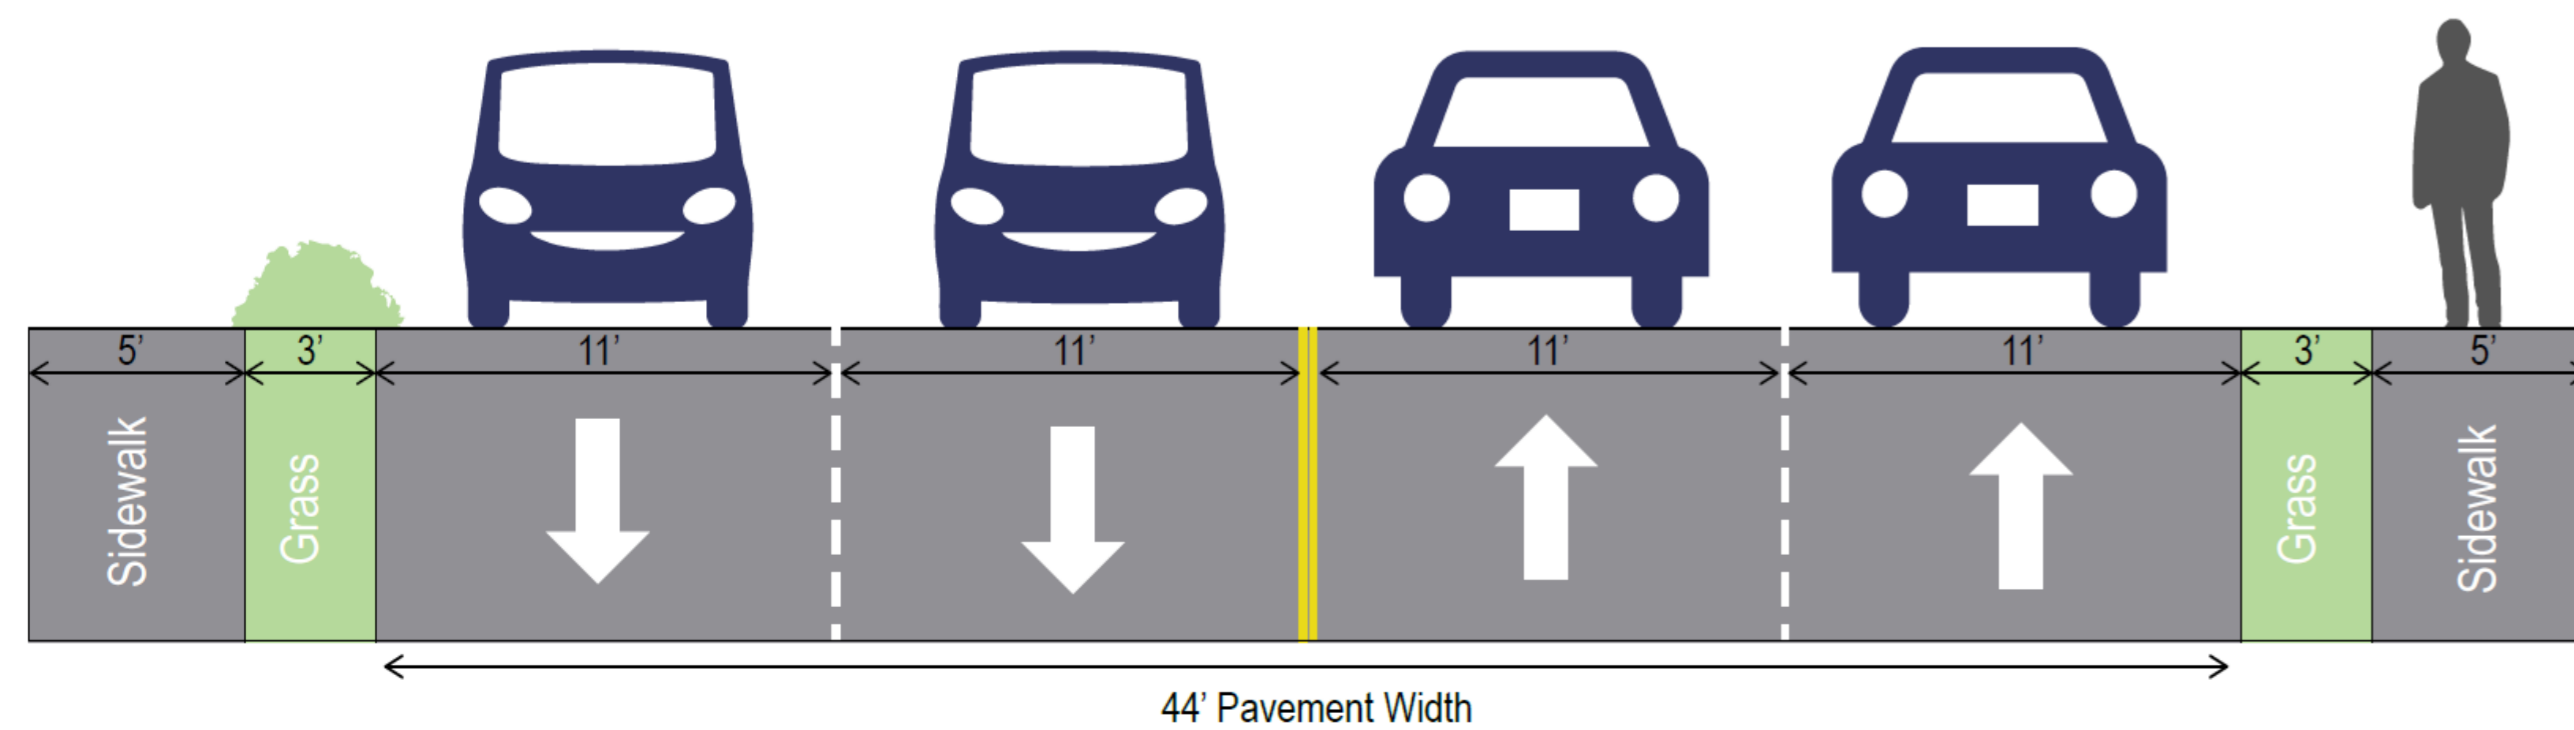 5’ 3’ 11’ 11’ 11’ 11’ 3’ 5’
Sidewalk
Grass
Grass
Sidewalk
44’ Pavement Width